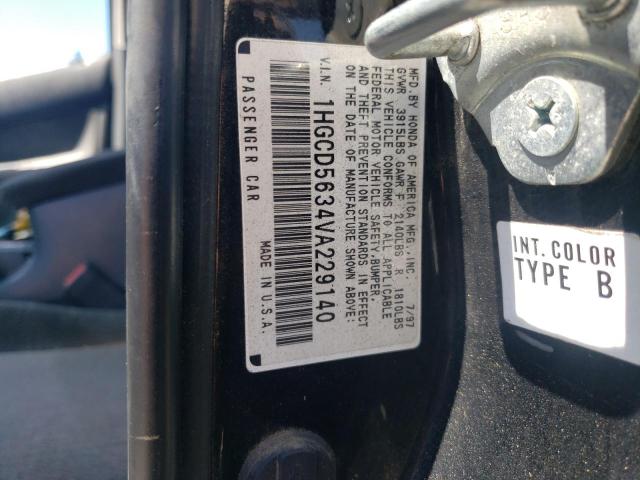 MFD. BY HONDA OF AMERICA MFG., INC. 7/97
GVWR 3915LBS GAWR F 2140LBS R 1810LBS
THIS VEHICLE CONFORMS TO ALL APPLICABLE
FEDERAL MOTOR VEHICLE SAFETY, BUMPER,
AND THEFT PREVENTION STANDARDS IN EFFECT
ON THE DATE OF MANUFACTURE SHOWN ABOVE:
V.I.N. 1HGCD5634VA229140
PASSENGER CAR MADE IN U.S.A.
INT. COLOR
TYPE B